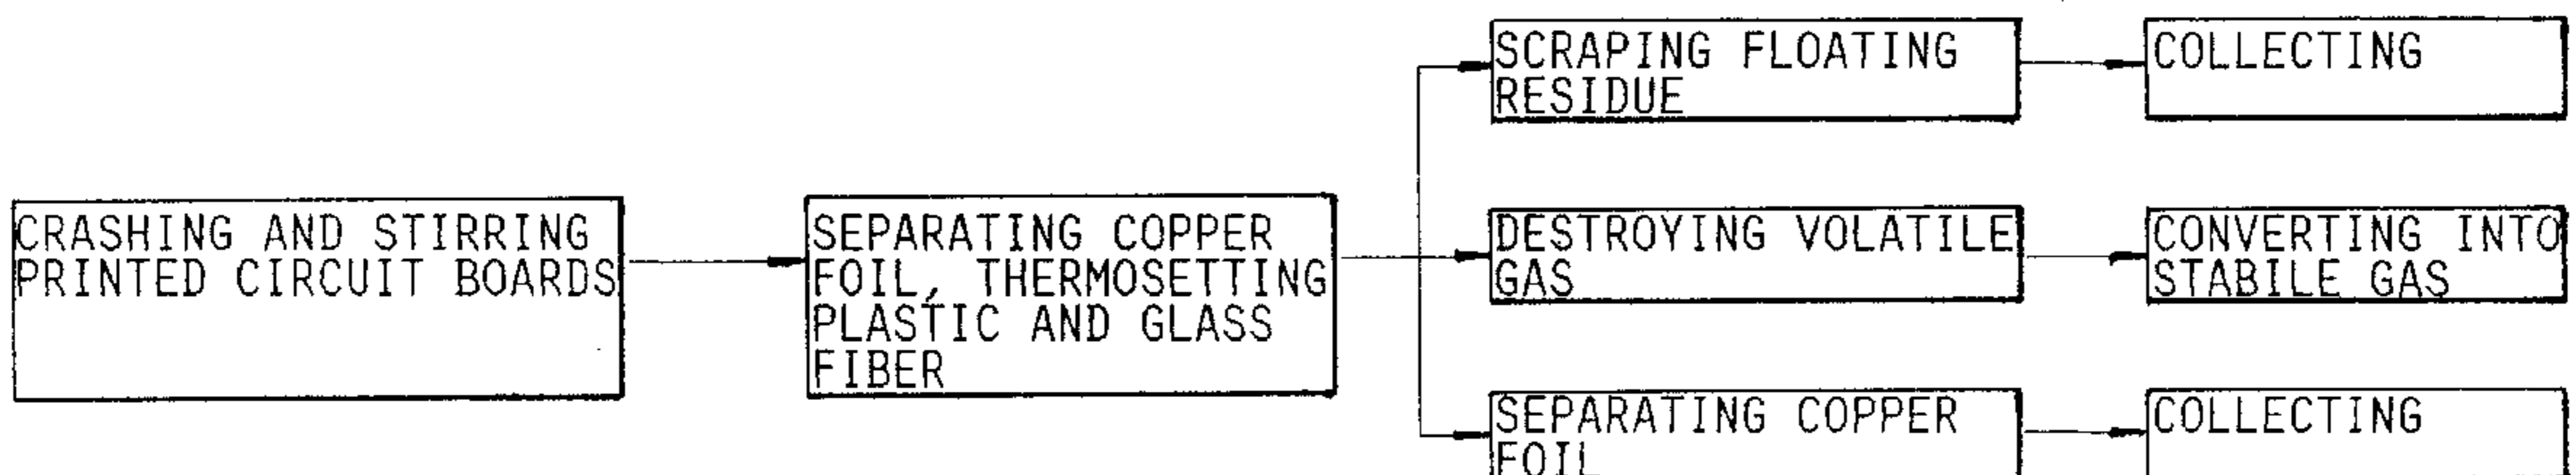 CRASHING AND STIRRING
PRINTED CIRCUIT BOARDS
SEPARATING COPPER
FOIL, THERMOSETTING
PLASTIC AND GLASS
FIBER
SCRAPING FLOATING
RESIDUE
COLLECTING
DESTROYING VOLATILE
GAS
CONVERTING INTO
STABILE GAS
SEPARATING COPPER
FOIL
COLLECTING